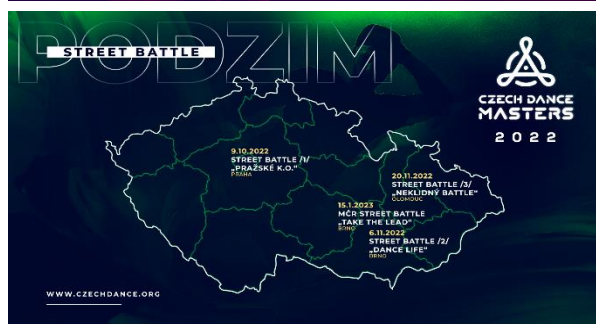 PODZIM
STREET BATTLE
CZECH DANCE
MASTERS
2022
9.10.2022
STREET BATTLE /1/
„PRAŽSKÉ K.O.“
PRAHA
20.11.2022
STREET BATTLE /3/
„NEKLIDNÝ BATTLE“
OLOMOUC
15.1.2023
MČR STREET BATTLE
„TAKE THE LEAD“
BRNO
6.11.2022
STREET BATTLE /2/
„DANCE LIFE“
BRNO
WWW.CZECHDANCE.ORG